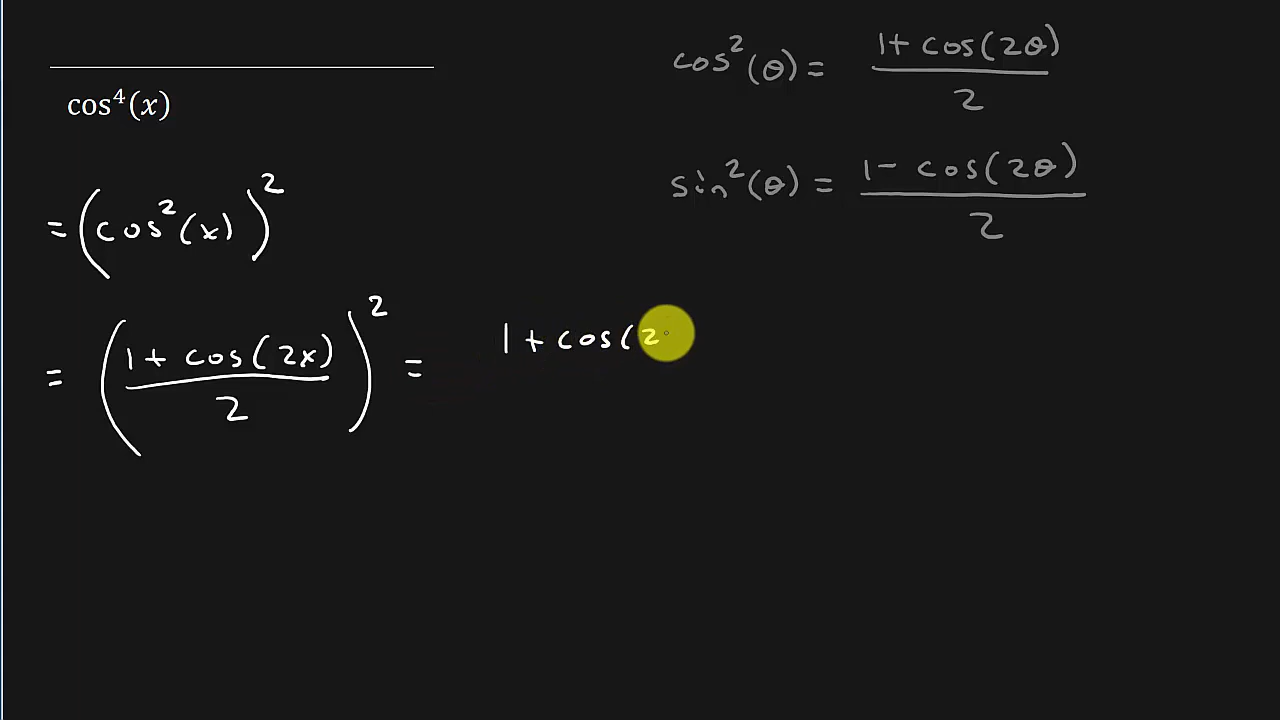 cos⁴(x)
= (cos²(x))²
= ((1 + cos(2x))/2)² = 1 + cos(2
cos²(θ) = (1 + cos(2θ))/2
sin²(θ) = (1 - cos(2θ))/2